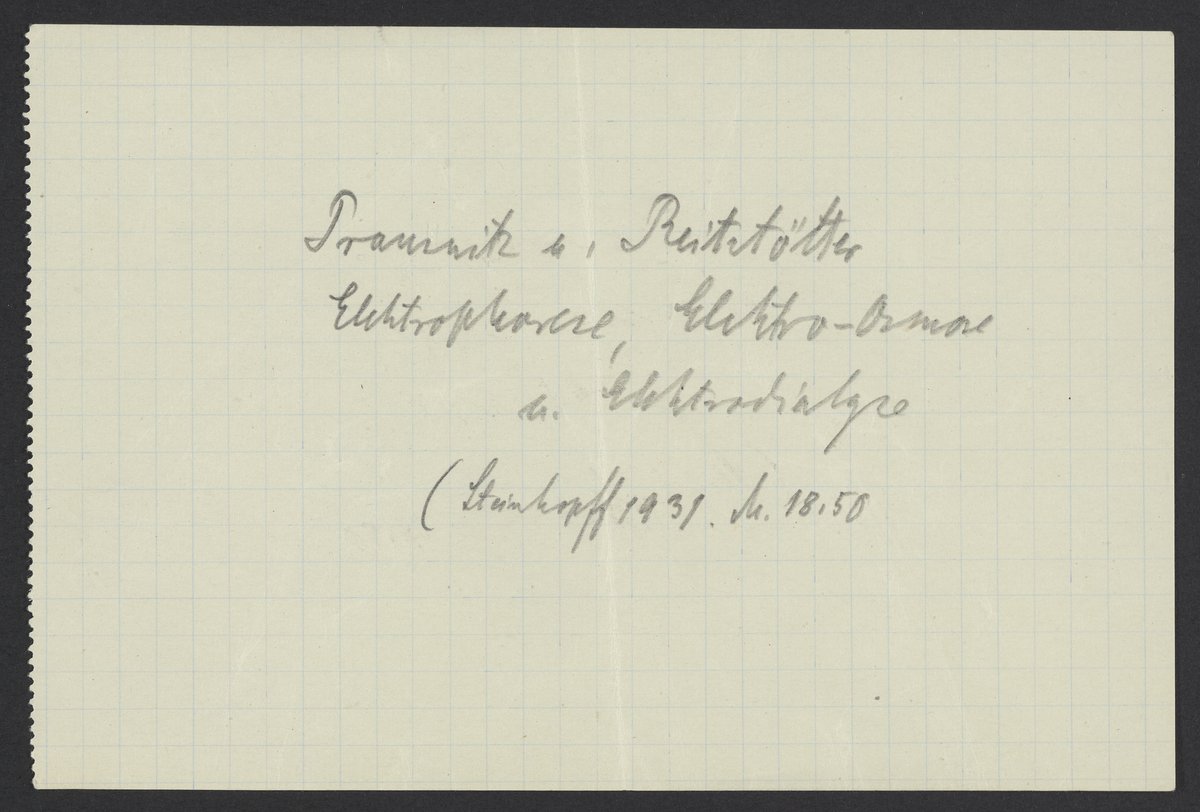 Prausnitz u. Reitstötter
Elektrophorese, Elektro-Osmose
u. Elektrodialyse
(Steinkopff 1931. M. 18.50